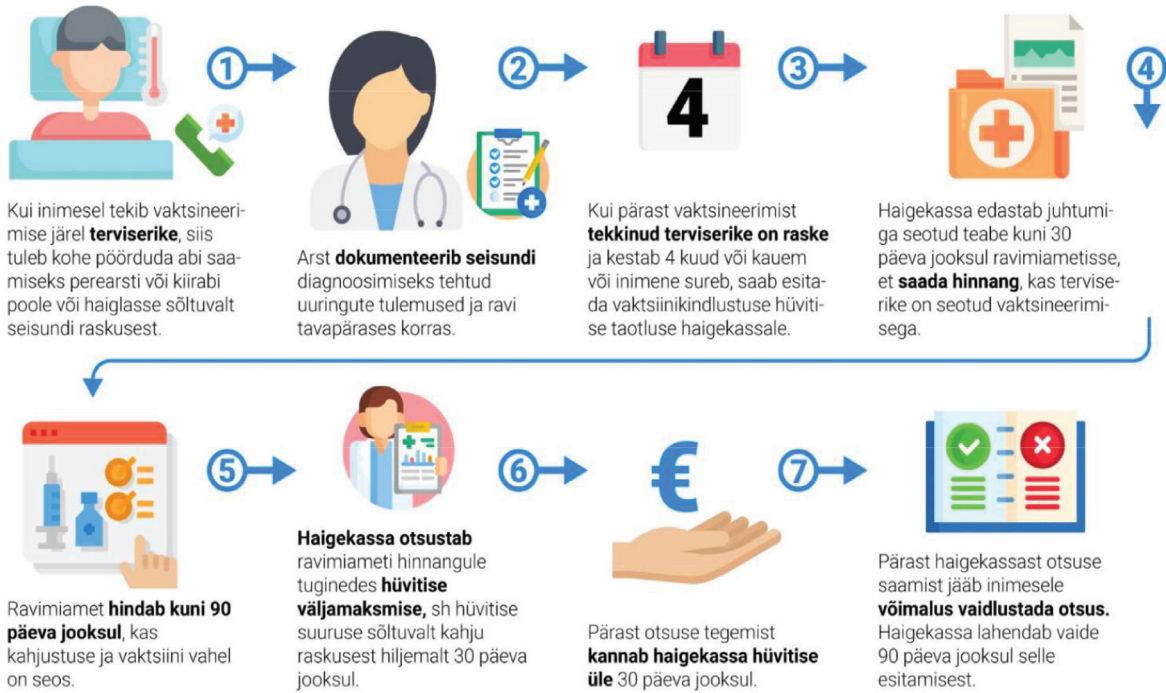 1
2
3
4
4
Kui inimesel tekib vaktsineeri-
mise järel terviserike, siis
tuleb kohe pöörduda abi saa-
miseks perearsti või kiirabi
poole või haiglasse sõltuvalt
seisundi raskusest.
Arst dokumenteerib seisundi
diagnoosimiseks tehtud
uuringute tulemused ja ravi
tavapärases korras.
Kui pärast vaktsineerimist
tekkinud terviserike on raske
ja kestab 4 kuud või kauem
või inimene sureb, saab esita-
da vaktsiinikindlustuse hüviti-
se taotluse haigekassale.
Haigekassa edastab juhtumi-
ga seotud teabe kuni 30
päeva jooksul ravimiametisse,
et saada hinnang, kas tervise-
rike on seotud vaktsineerimi-
sega.
5
6
€
7
Ravimiamet hindab kuni 90
päeva jooksul, kas
kahjustuse ja vaktsiini vahel
on seos.
Haigekassa otsustab
ravimiameti hinnangule
tuginedes hüvitise
väljamaksmise, sh hüvitise
suuruse sõltuvalt kahju
raskusest hiljemalt 30 päeva
jooksul.
Pärast otsuse tegemist
kannab haigekassa hüvitise
üle 30 päeva jooksul.
Pärast haigekassast otsuse
saamist jääb inimesele
võimalus vaidlustada otsus.
Haigekassa lahendab vaide
90 päeva jooksul selle
esitamisest.